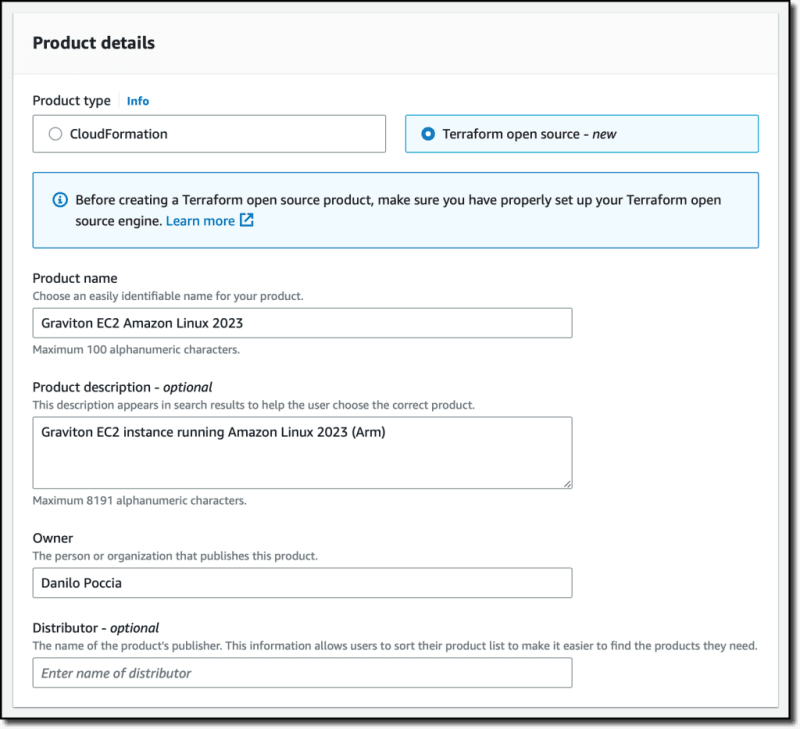 Product details
Product type Info
CloudFormation
Terraform open source - new
Before creating a Terraform open source product, make sure you have properly set up your Terraform open
source engine. Learn more
Product name
Choose an easily identifiable name for your product.
Graviton EC2 Amazon Linux 2023
Maximum 100 alphanumeric characters.
Product description - optional
This description appears in search results to help the user choose the correct product.
Graviton EC2 instance running Amazon Linux 2023 (Arm)
Maximum 8191 alphanumeric characters.
Owner
The person or organization that publishes this product.
Danilo Poccia
Distributor - optional
The name of the product's publisher. This information allows users to sort their product list to make it easier to find the products they need.
Enter name of distributor